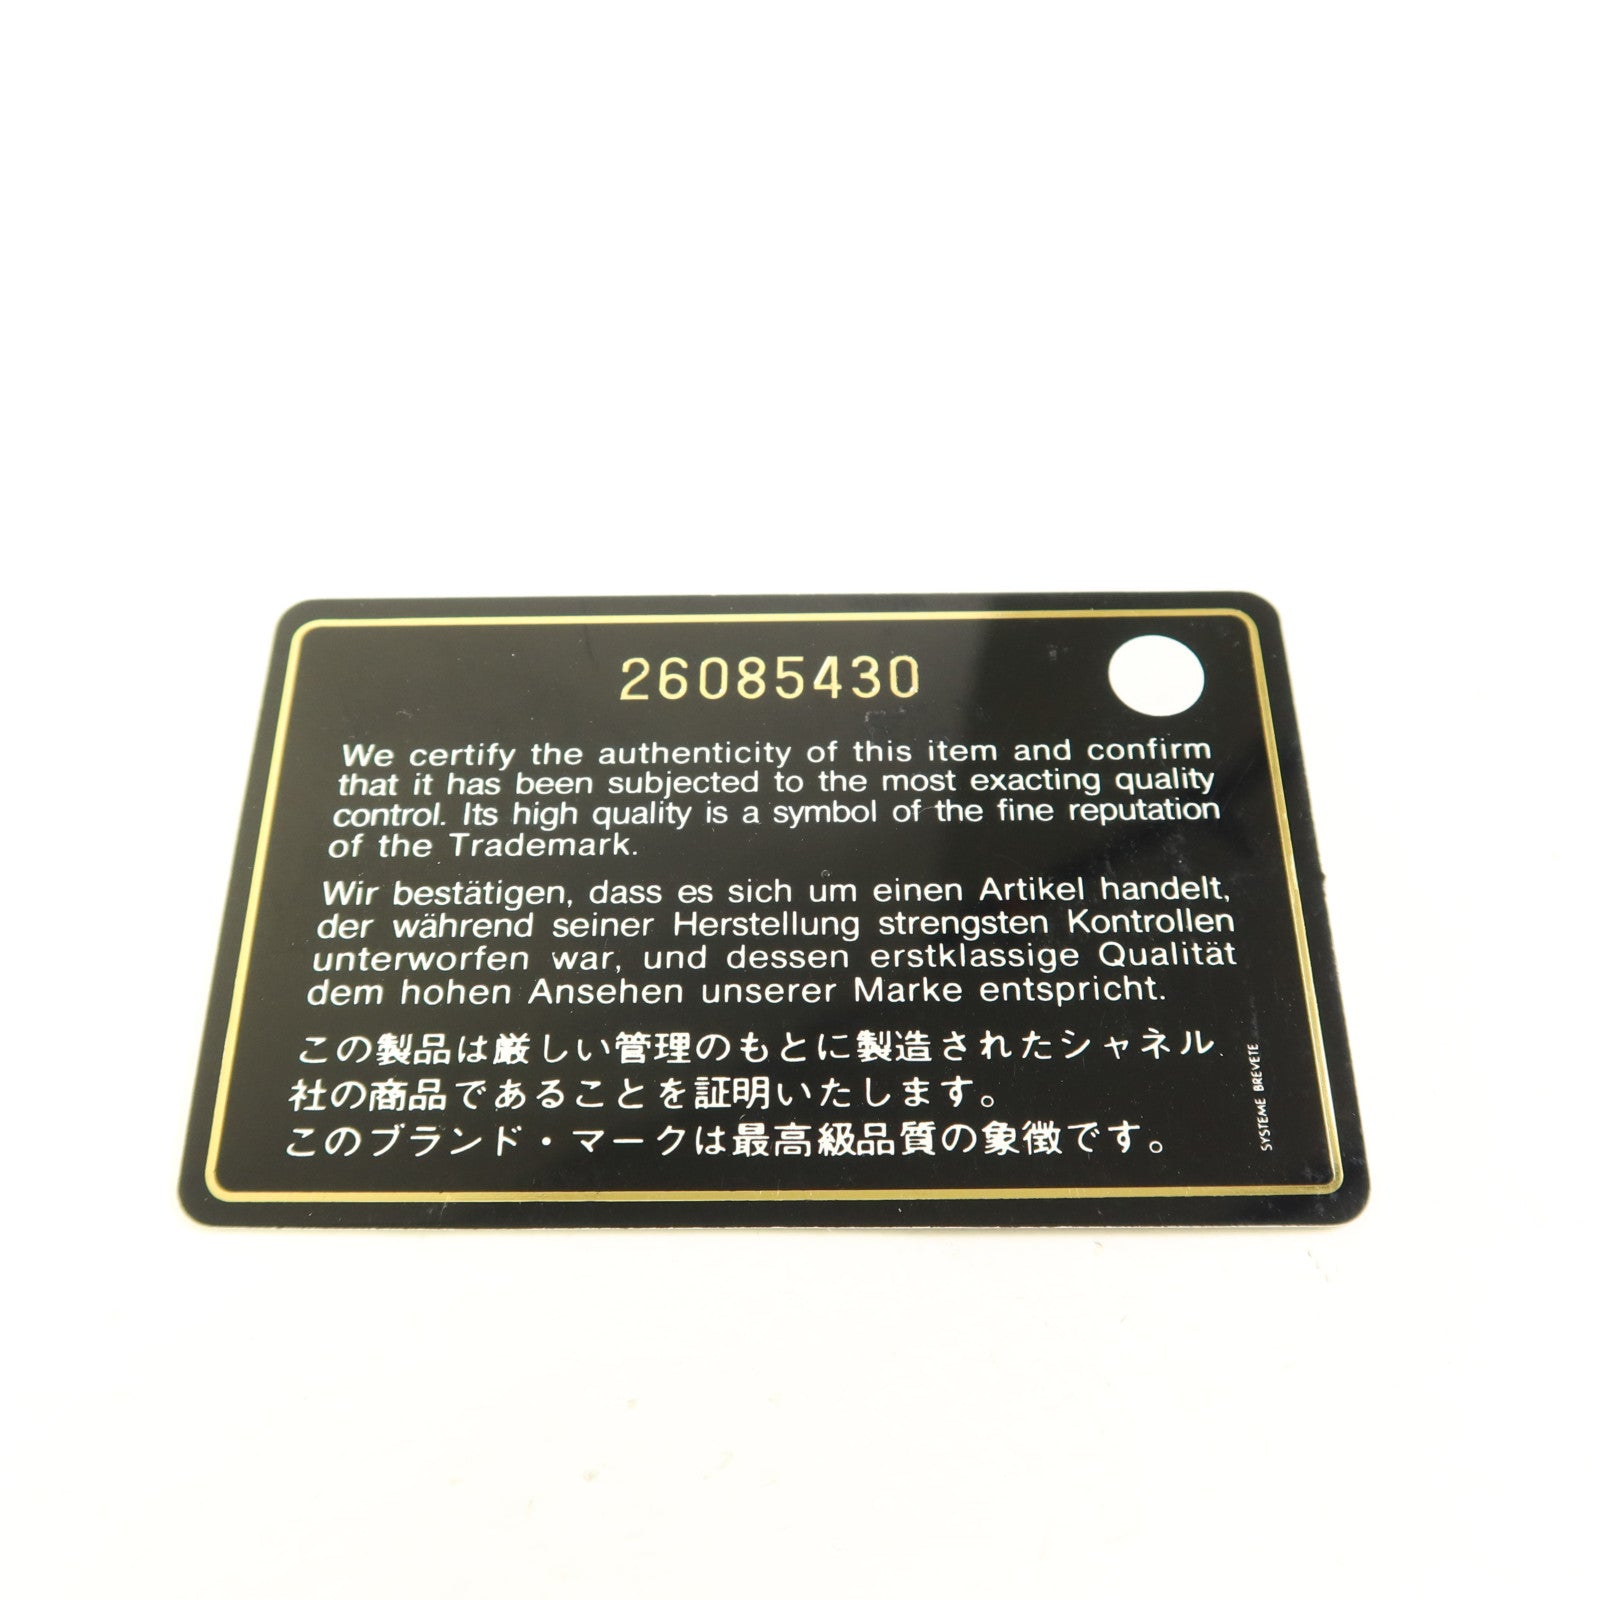 26085430
We certify the authenticity of this item and confirm
that it has been subjected to the most exacting quality
control. Its high quality is a symbol of the fine reputation
of the Trademark.
Wir bestätigen, dass es sich um einen Artikel handelt,
der während seiner Herstellung strengsten Kontrollen
unterworfen war, und dessen erstklassige Qualität
dem hohen Ansehen unserer Marke entspricht.
この製品は厳しい管理のもとに製造されたシャネル
社の商品であることを証明いたします。
このブランド・マークは最高級品質の象徴です。
SYSTEME BREVETE